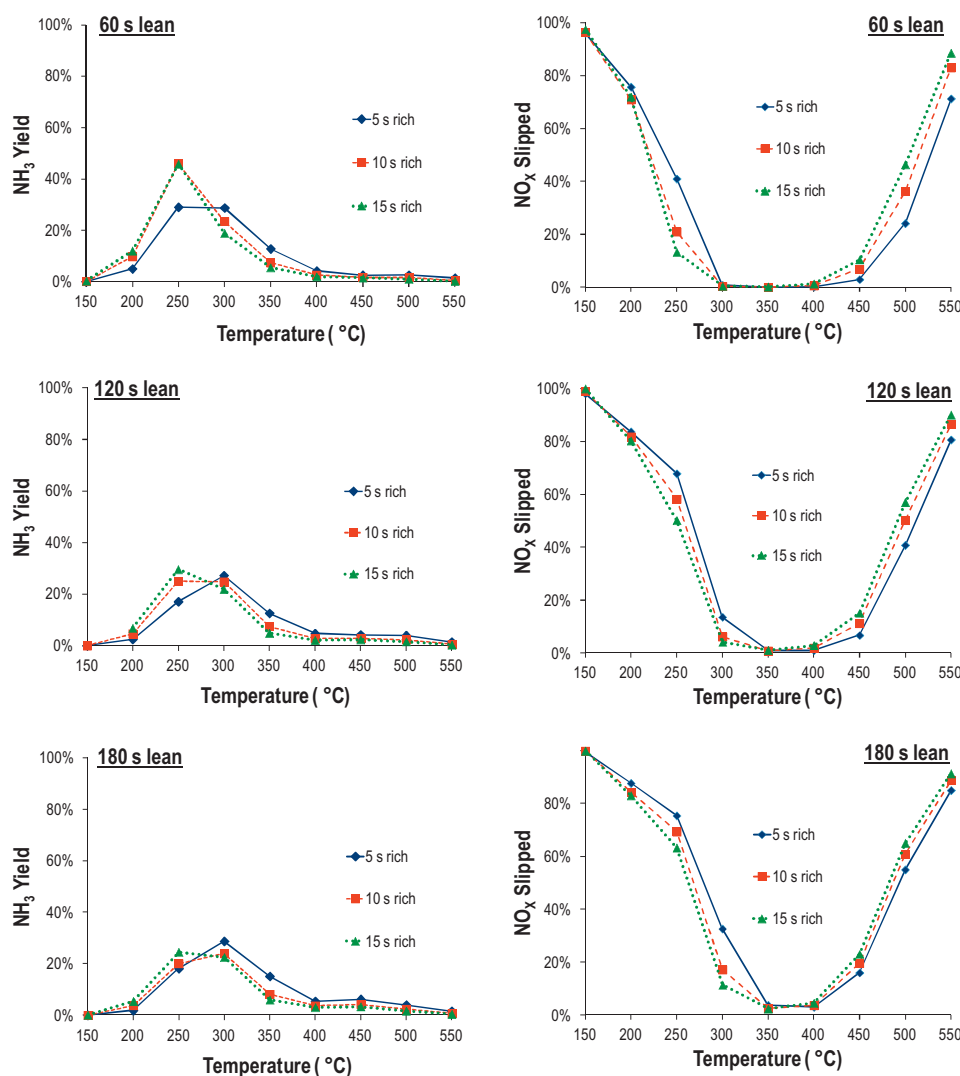 60 s lean
100%
80%
60%
40%
20%
0%
NH3 Yield
5 s rich
10 s rich
15 s rich
150 200 250 300 350 400 450 500 550
Temperature ( °C)
60 s lean
100%
80%
60%
40%
20%
0%
NOX Slipped
5 s rich
10 s rich
15 s rich
150 200 250 300 350 400 450 500 550
Temperature ( °C)
120 s lean
100%
80%
60%
40%
20%
0%
NH3 Yield
5 s rich
10 s rich
15 s rich
150 200 250 300 350 400 450 500 550
Temperature ( °C)
120 s lean
100%
80%
60%
40%
20%
0%
NOX Slipped
5 s rich
10 s rich
15 s rich
150 200 250 300 350 400 450 500 550
Temperature ( °C)
180 s lean
100%
80%
60%
40%
20%
0%
NH3 Yield
5 s rich
10 s rich
15 s rich
150 200 250 300 350 400 450 500 550
Temperature ( °C)
180 s lean
80%
60%
40%
20%
0%
NOX Slipped
5 s rich
10 s rich
15 s rich
150 200 250 300 350 400 450 500 550
Temperature ( °C)